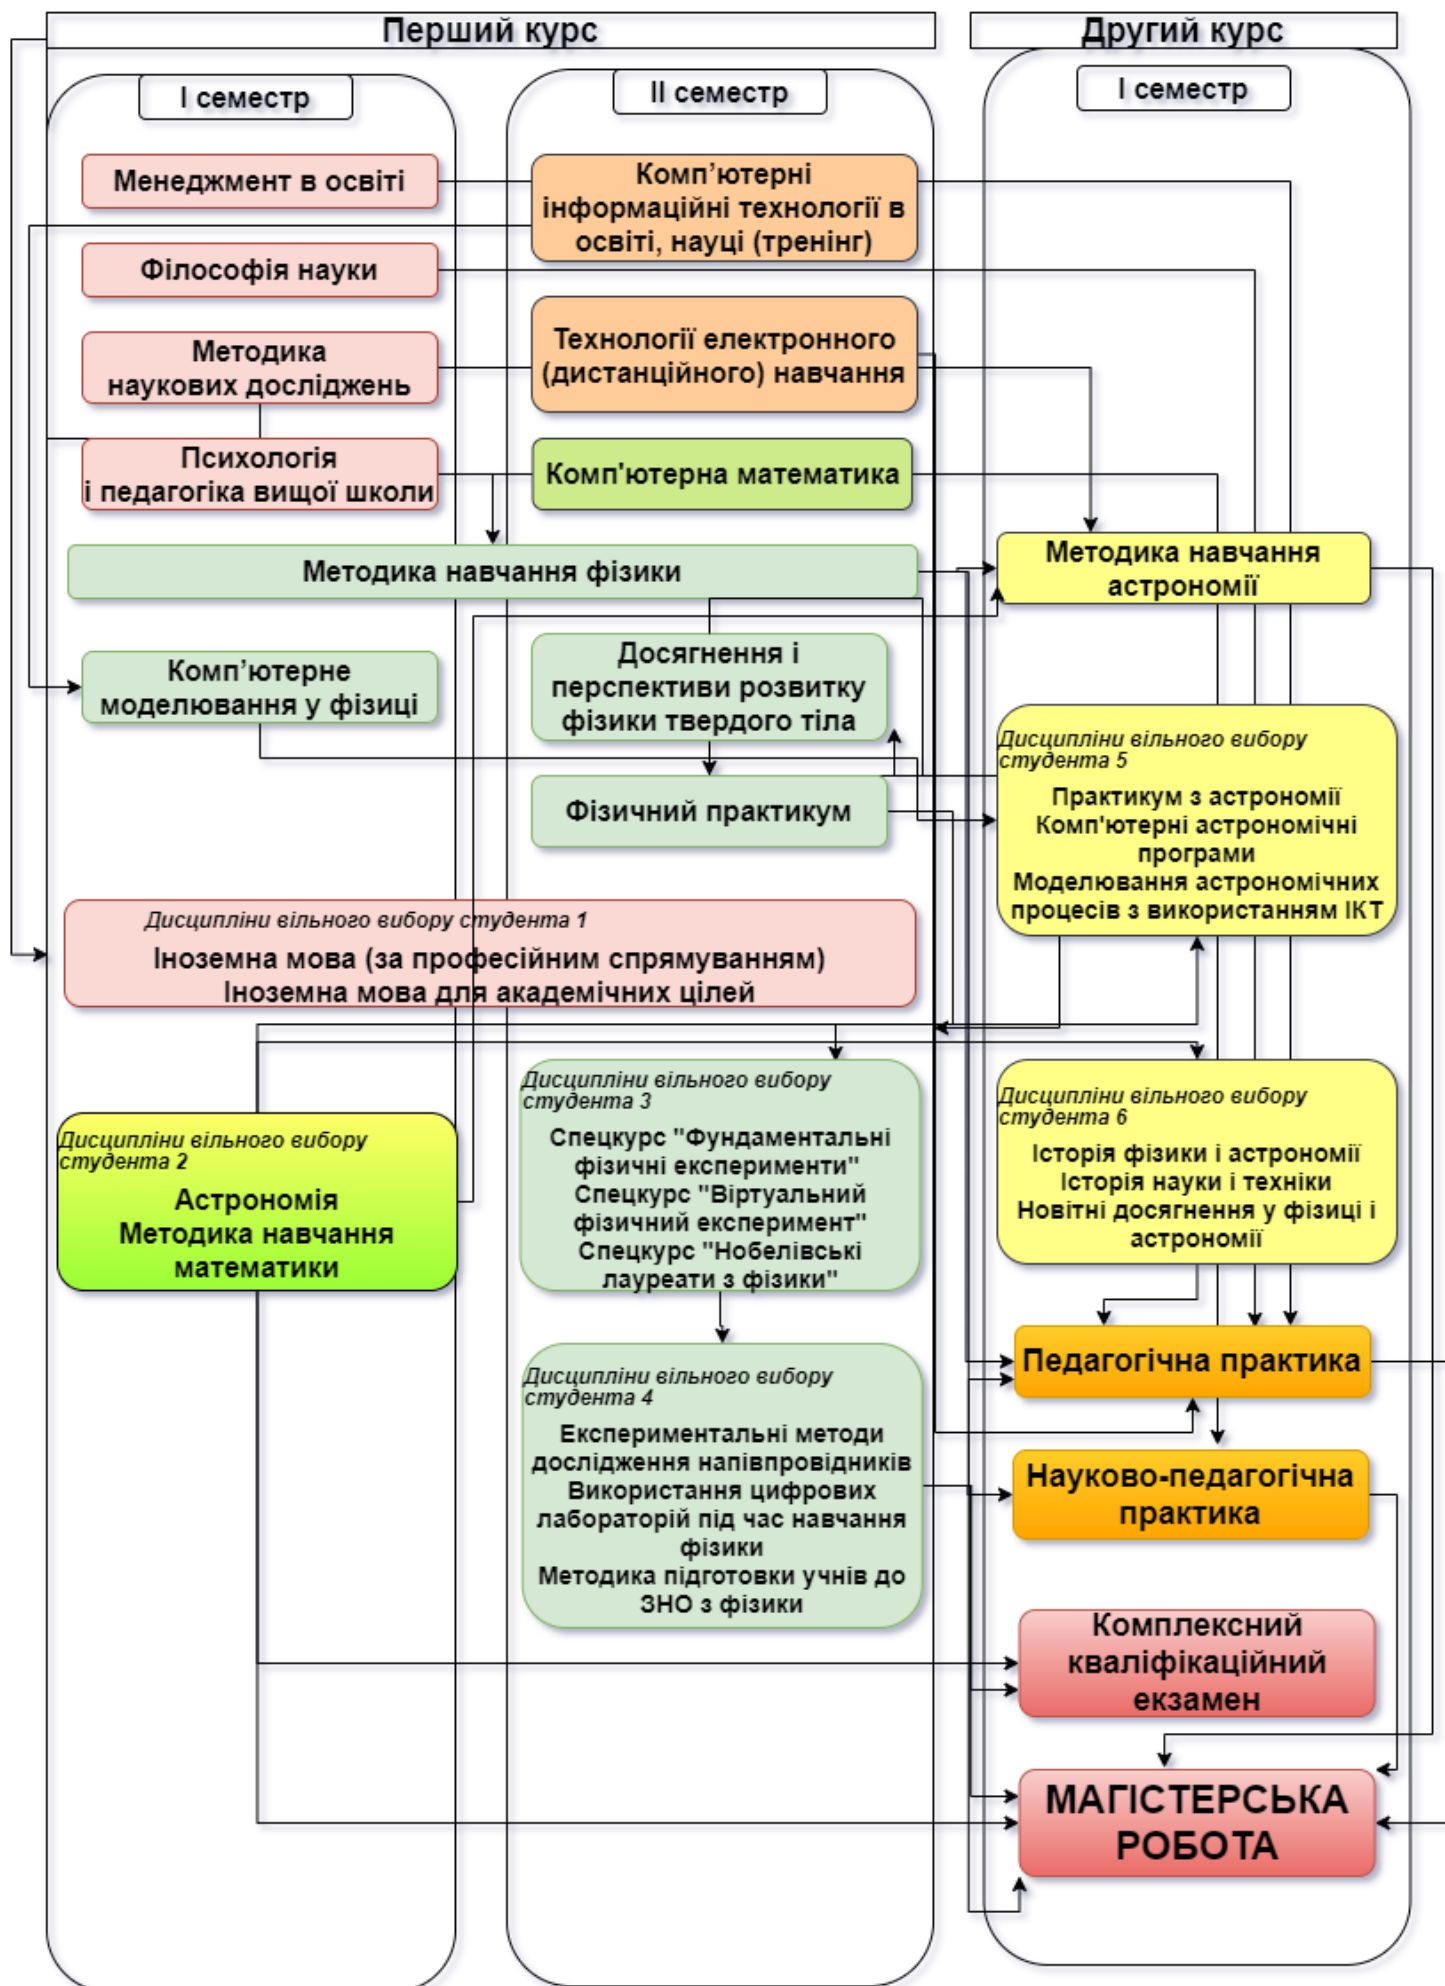 Перший курс
Другий курс
І семестр
ІІ семестр
І семестр
Менеджмент в освіті
Філософія науки
Методика
наукових досліджень
Психологія
і педагогіка вищої школи
Комп’ютерні
інформаційні технології в
освіті, науці (тренінг)
Технології електронного
(дистанційного) навчання
Комп'ютерна математика
Методика навчання фізики
Методика навчання
астрономії
Комп’ютерне
моделювання у фізиці
Досягнення і
перспективи розвитку
фізики твердого тіла
Фізичний практикум
Дисципліни вільного вибору
студента 5
Практикум з астрономії
Комп'ютерні астрономічні
програми
Моделювання астрономічних
процесів з використанням ІКТ
Дисципліни вільного вибору студента 1
Іноземна мова (за професійним спрямуванням)
Іноземна мова для академічних цілей
Дисципліни вільного вибору
студента 2
Астрономія
Методика навчання
математики
Дисципліни вільного вибору
студента 3
Спецкурс "Фундаментальні
фізичні експерименти"
Спецкурс "Віртуальний
фізичний експеримент"
Спецкурс "Нобелівські
лауреати з фізики"
Дисципліни вільного вибору
студента 6
Історія фізики і астрономії
Історія науки і техніки
Новітні досягнення у фізиці і
астрономії
Дисципліни вільного вибору
студента 4
Експериментальні методи
дослідження напівпровідників
Використання цифрових
лабораторій під час навчання
фізики
Методика підготовки учнів до
ЗНО з фізики
Педагогічна практика
Науково-педагогічна
практика
Комплексний
кваліфікаційний
екзамен
МАГІСТЕРСЬКА
РОБОТА